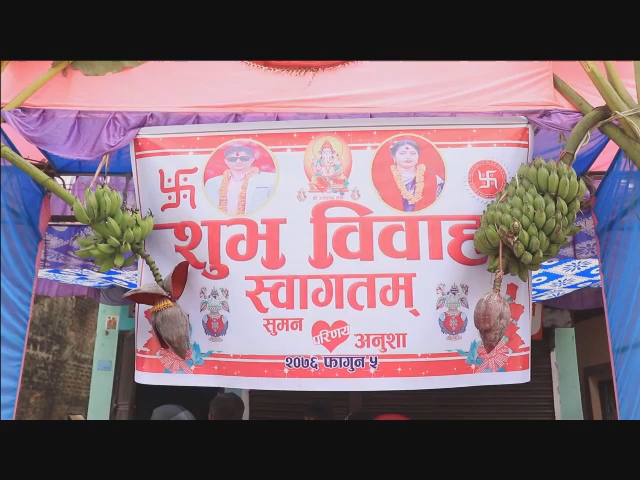 शुभ विवाह
स्वागतम्
सुमन परिणय अनुशा
२०७६ फागुन ५